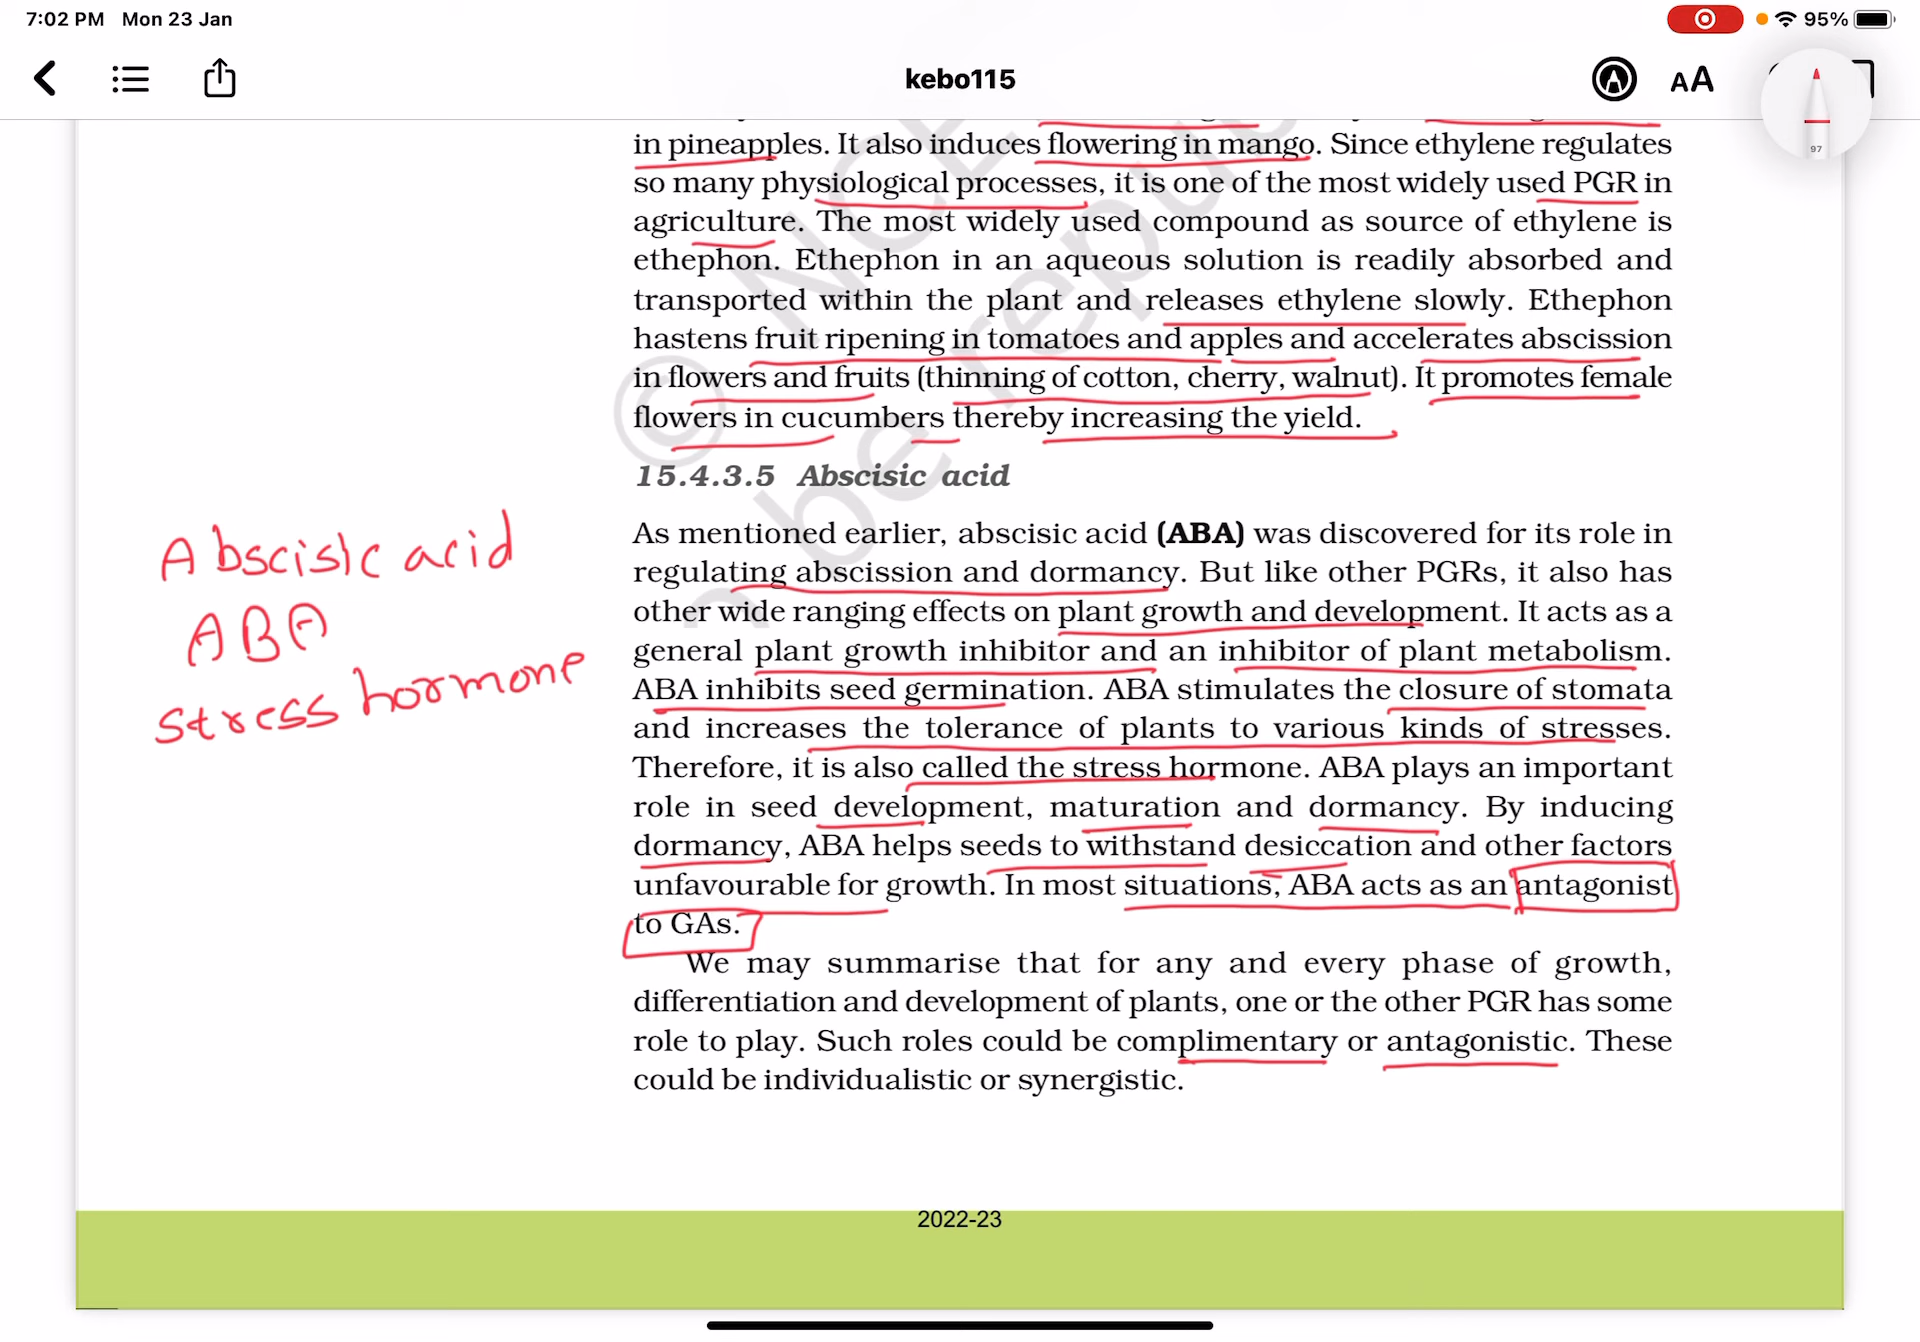 7:02 PM Mon 23 Jan
95%
kebo115
AA
97
in pineapples. It also induces flowering in mango. Since ethylene regulates
so many physiological processes, it is one of the most widely used PGR in
agriculture. The most widely used compound as source of ethylene is
ethephon. Ethephon in an aqueous solution is readily absorbed and
transported within the plant and releases ethylene slowly. Ethephon
hastens fruit ripening in tomatoes and apples and accelerates abscission
in flowers and fruits (thinning of cotton, cherry, walnut). It promotes female
flowers in cucumbers thereby increasing the yield.
15.4.3.5 Abscisic acid
As mentioned earlier, abscisic acid (ABA) was discovered for its role in
regulating abscission and dormancy. But like other PGRs, it also has
other wide ranging effects on plant growth and development. It acts as a
general plant growth inhibitor and an inhibitor of plant metabolism.
ABA inhibits seed germination. ABA stimulates the closure of stomata
and increases the tolerance of plants to various kinds of stresses.
Therefore, it is also called the stress hormone. ABA plays an important
role in seed development, maturation and dormancy. By inducing
dormancy, ABA helps seeds to withstand desiccation and other factors
unfavourable for growth. In most situations, ABA acts as an antagonist
to GAs.
We may summarise that for any and every phase of growth,
differentiation and development of plants, one or the other PGR has some
role to play. Such roles could be complimentary or antagonistic. These
could be individualistic or synergistic.
Abscisic acid
ABA
stress hormone
2022-23